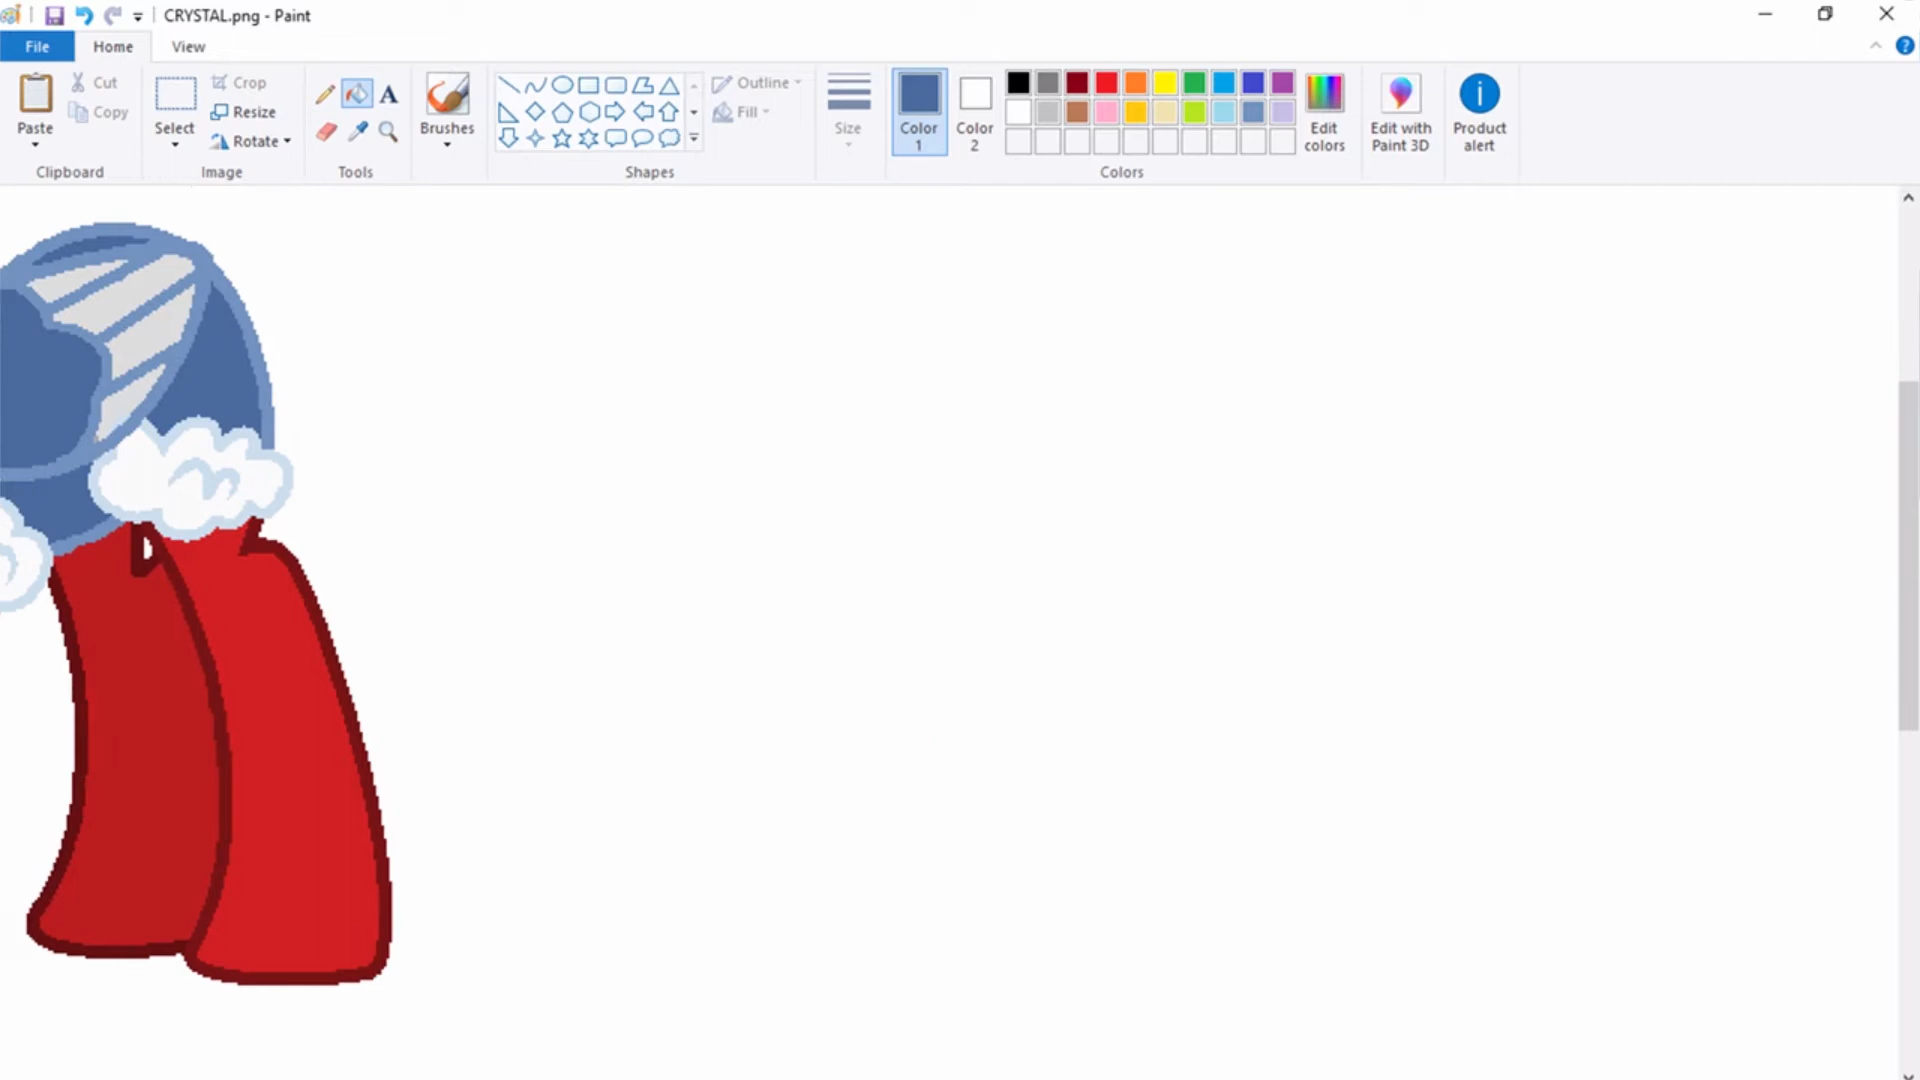 CRYSTAL.png - Paint
File Home View
Paste
Cut
Copy
Clipboard
Select
Crop
Resize
Rotate
Image
A
Tools
Brushes
Shapes
Outline
Fill
Size
Color 1
Color 2
Edit colors
Colors
Edit with Paint 3D
Product alert